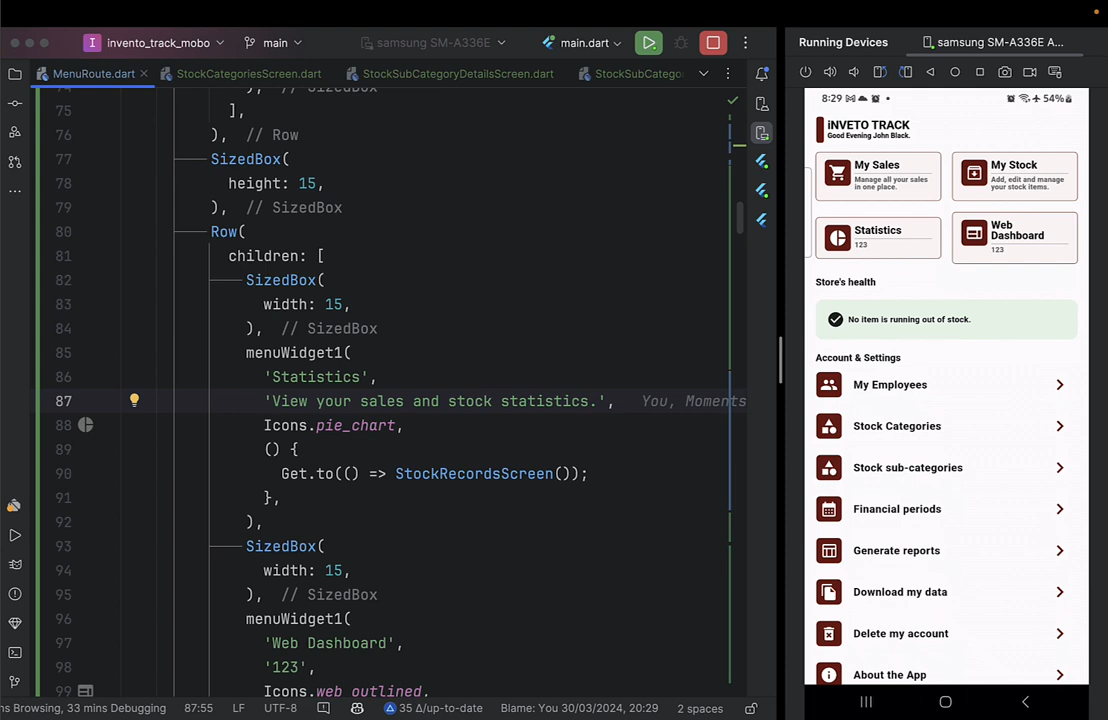 invento_track_mobo
main
samsung SM-A336E
main.dart
Running Devices
samsung SM-A336E A...
MenuRoute.dart
StockCategoriesScreen.dart
StockSubCategoryDetailsScreen.dart
StockSubCatego
75 ],
76 ), // Row
77 SizedBox(
78 height: 15,
79 ), // SizedBox
80 Row(
81 children: [
82 SizedBox(
83 width: 15,
84 ), // SizedBox
85 menuWidget1(
86 'Statistics',
87 'View your sales and stock statistics.', You, Moments
88 Icons.pie_chart,
89 () {
90 Get.to(() => StockRecordsScreen());
91 },
92 ),
93 SizedBox(
94 width: 15,
95 ), // SizedBox
96 menuWidget1(
97 'Web Dashboard',
98 '123',
99 Icons.web_outlined,
ns Busy, 33 mins Debugging
87:55
LF
UTF-8
35 Δ/up-to-date
Blame: You 30/03/2024, 20:29
2 spaces
8:29
54%
iNVETO TRACK
Good Evening John Black.
My Sales
Manage all your sales
in one place.
My Stock
Add, edit and manage
your stock items.
Statistics
123
Web
Dashboard
123
Store's health
No item is running out of stock.
Account & Settings
My Employees
Stock Categories
Stock sub-categories
Financial periods
Generate reports
Download my data
Delete my account
About the App